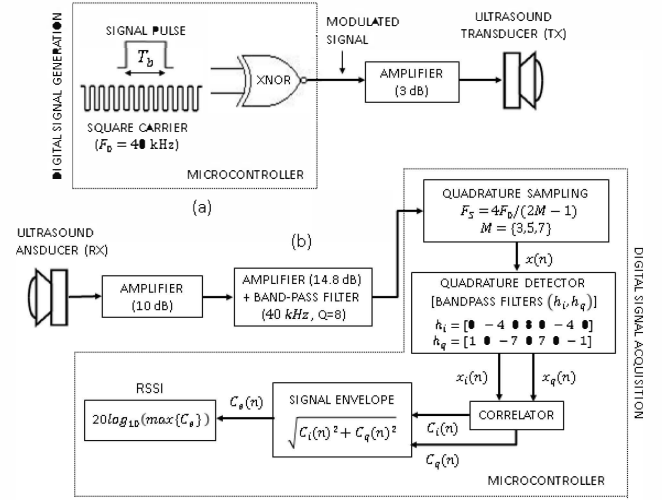 DIGITAL SIGNAL GENERATION
SIGNAL PULSE
T_b
SQUARE CARRIER
(F_D = 40 kHz)
XNOR
MICROCONTROLLER
MODULATED
SIGNAL
AMPLIFIER
(3 dB)
ULTRASOUND
TRANSDUCER (TX)
(a)
(b)
ULTRASOUND
ANSDUCER (RX)
AMPLIFIER
(10 dB)
AMPLIFIER (14.8 dB)
+ BAND-PASS FILTER
(40 kHz, Q=8)
QUADRATURE SAMPLING
F_S = 4F_D/(2M − 1)
M = {3,5,7}
x(n)
QUADRATURE DETECTOR
[BANDPASS FILTERS (h_i, h_q)]
h_i = [0 −4 0 8 0 −4 0]
h_q = [1 0 −7 0 7 0 −1]
x_i(n)
x_q(n)
CORRELATOR
C_i(n)
C_q(n)
SIGNAL ENVELOPE
√C_i(n)² + C_q(n)²
C_e(n)
RSSI
20log₁₀(max{C_e})
MICROCONTROLLER
DIGITAL SIGNAL ACQUISITION